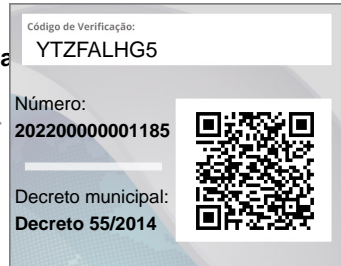 Código de Verificação:
YTZFALHG5
a
Número:
202200000001185
Decreto municipal:
Decreto 55/2014